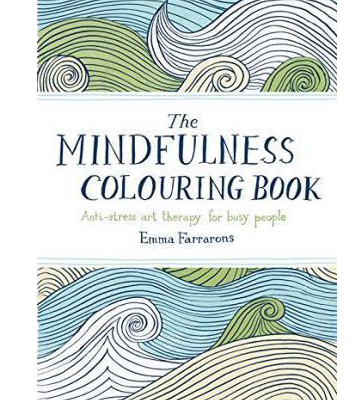 The
MINDFULNESS
COLOURING BOOK
Anti-stress art therapy for busy people
Emma Farrarons